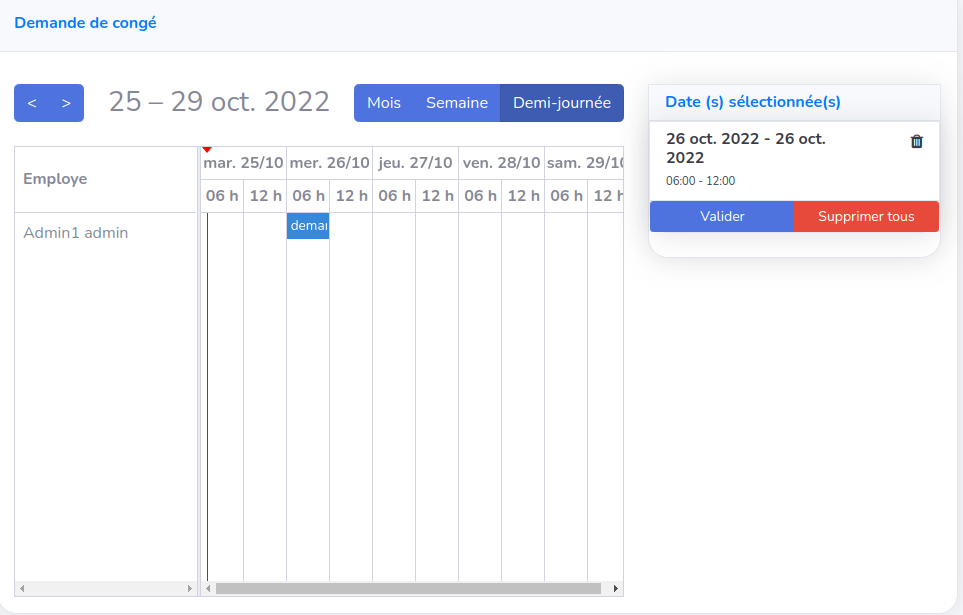 Demande de congé
< > 25 – 29 oct. 2022 Mois Semaine Demi-journée
Employe
mar. 25/10 mer. 26/10 jeu. 27/10 ven. 28/10 sam. 29/10
06 h 12 h 06 h 12 h 06 h 12 h 06 h 12 h 06 h 12 h
Admin1 admin
demar
Date (s) sélectionnée(s)
26 oct. 2022 - 26 oct.
2022
06:00 - 12:00
Valider Supprimer tous